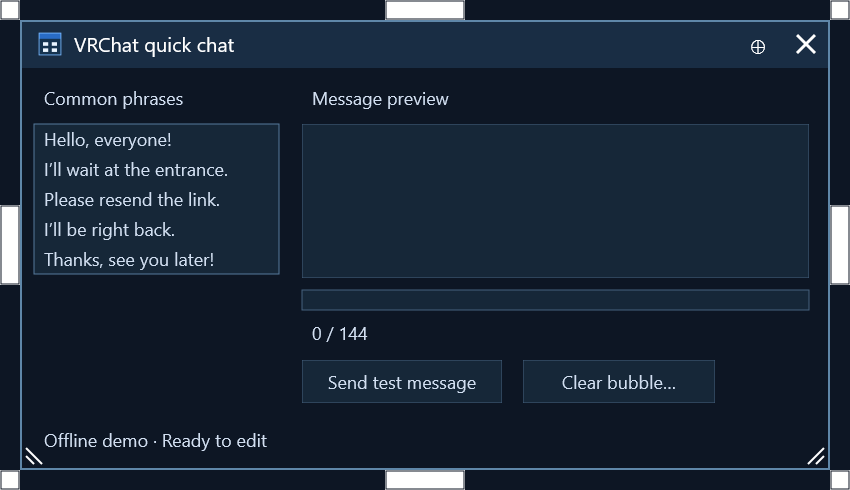 VRChat quick chat
Common phrases
Hello, everyone!
I’ll wait at the entrance.
Please resend the link.
I’ll be right back.
Thanks, see you later!
Message preview
0 / 144
Send test message
Clear bubble...
Offline demo · Ready to edit